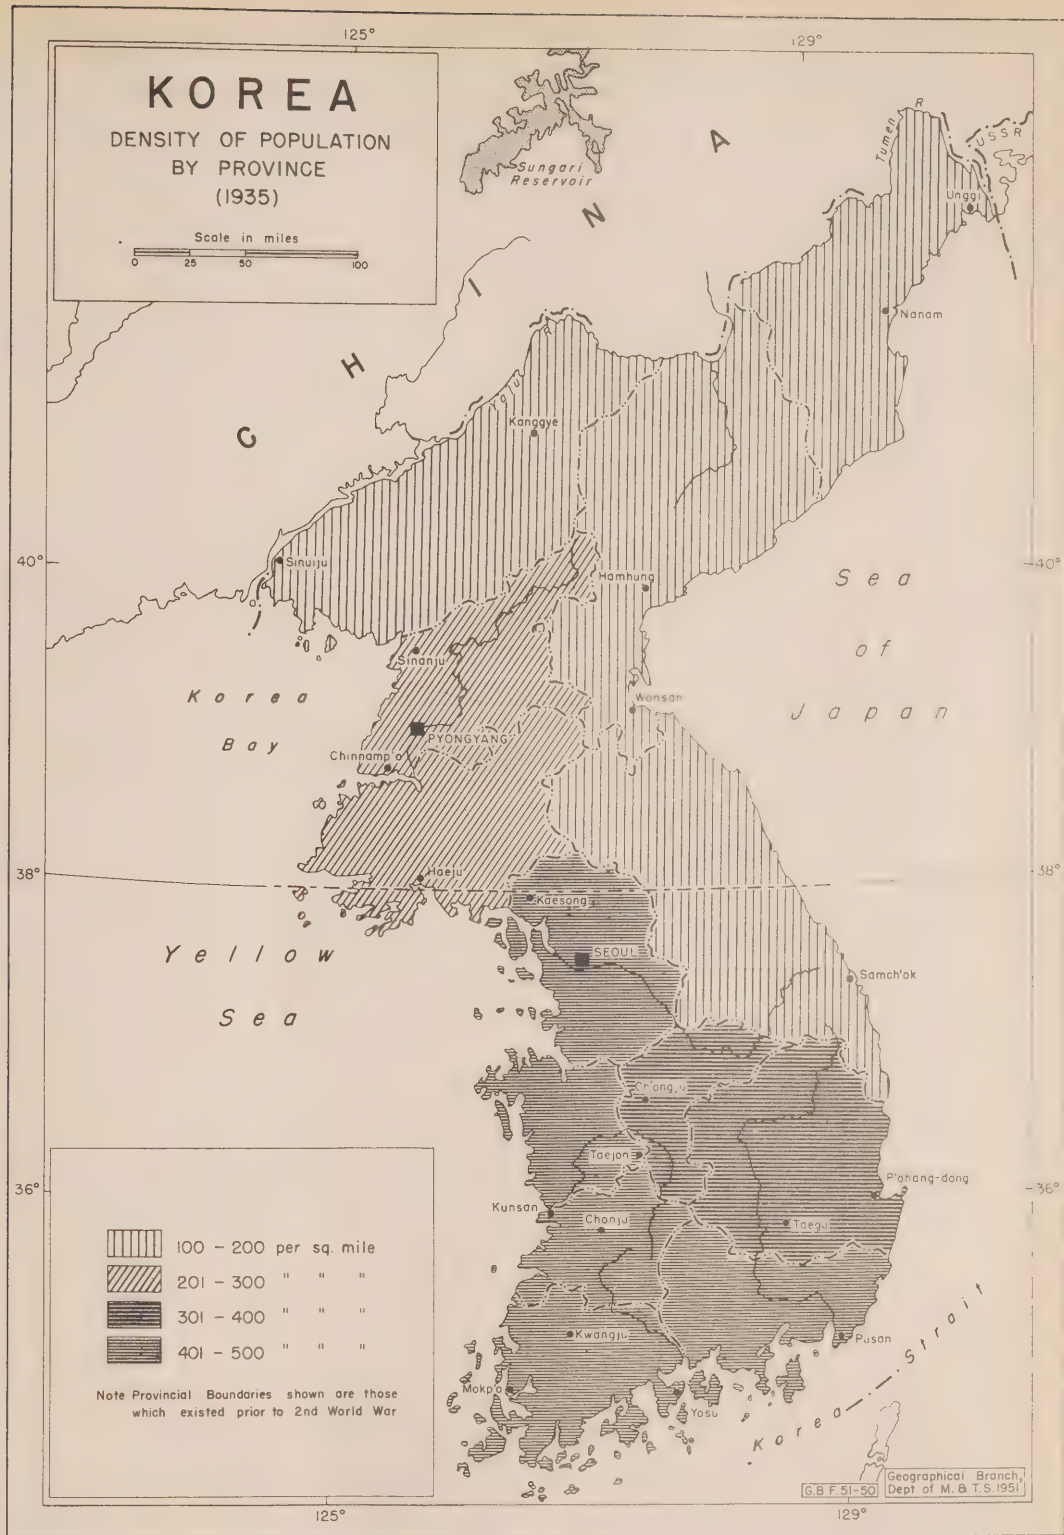 125°
129°
KOREA
DENSITY OF POPULATION
BY PROVINCE
(1935)
Scale in miles
0 25 50 100
Sungari
Reservoir
CHINA
Tumen R
USSR
Unggi
Nanam
Yalu R
Kanggye
40°
Sinuiju
Hamhung
40°
Sea
of
Japan
Sinanju
Korea
Bay
Wonsan
PYONGYANG
Chinnamp'o
38°
Haeju
38°
Kaesong
Yellow
Sea
SEOUL
Samch'ok
Ch'ongju
Taejon
36°
P'ohang-dong
36°
Kunsan
Chonju
Taegu
100 – 200 per sq. mile
201 – 300 " " "
301 – 400 " " "
401 – 500 " " "
Kwangju
Pusan
Note Provincial Boundaries shown are those
which existed prior to 2nd World War
Mokp'o
Yosu
Korea Strait
G.B F. 51-50
Geographical Branch,
Dept of M. & T. S. 1951
125°
129°